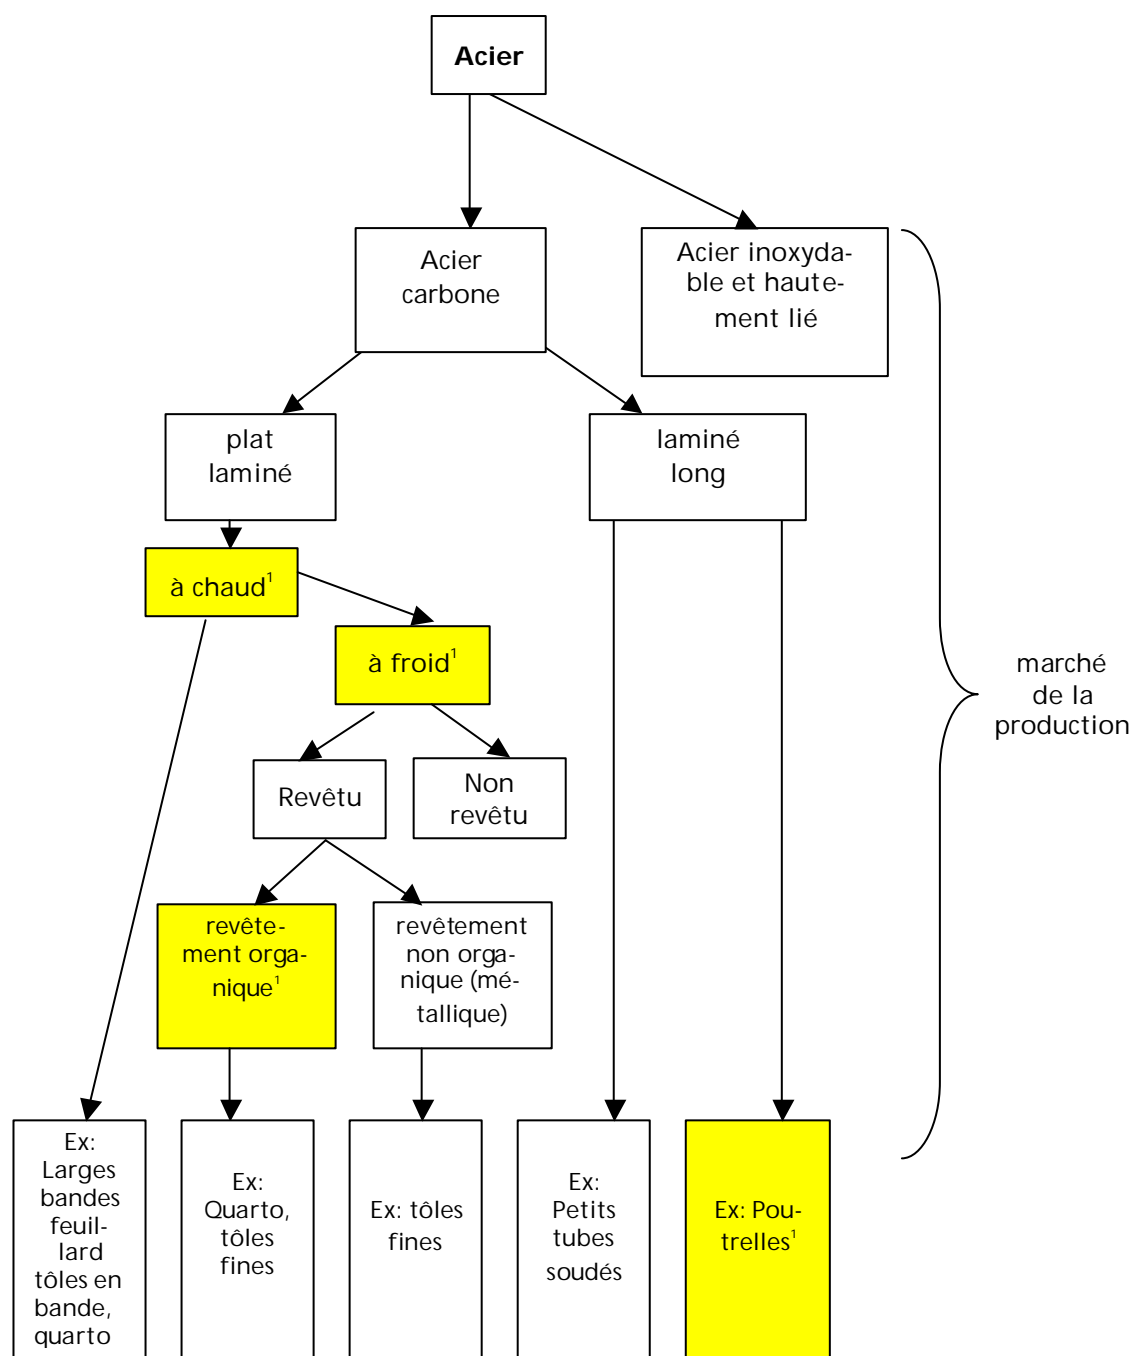 Acier
Acier
carbone
Acier inoxyda-
ble et haute-
ment lié
plat
laminé
laminé
long
à chaud¹
à froid¹
marché
de la
production
Revêtu
Non
revêtu
revête-
ment orga-
nique¹
revêtement
non orga-
nique (mé-
tallique)
Ex:
Larges
bandes
feuil-
lard
tôles en
bande,
quarto
Ex:
Quarto,
tôles
fines
Ex: tôles
fines
Ex:
Petits
tubes
soudés
Ex: Pou-
trelles¹